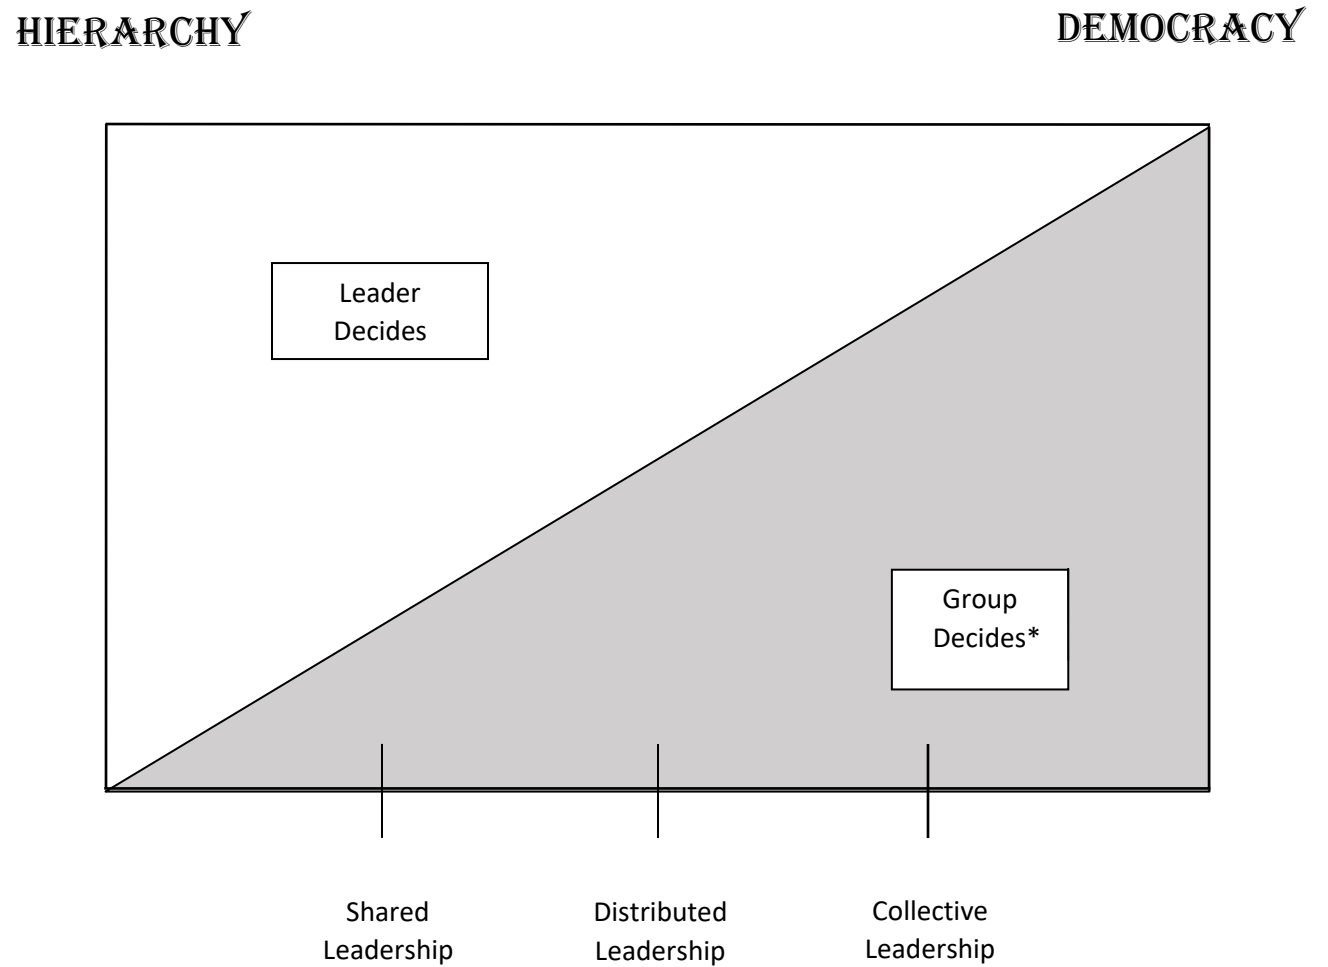 HIERARCHY
DEMOCRACY
Leader
Decides
Group
Decides*
Shared
Leadership
Distributed
Leadership
Collective
Leadership